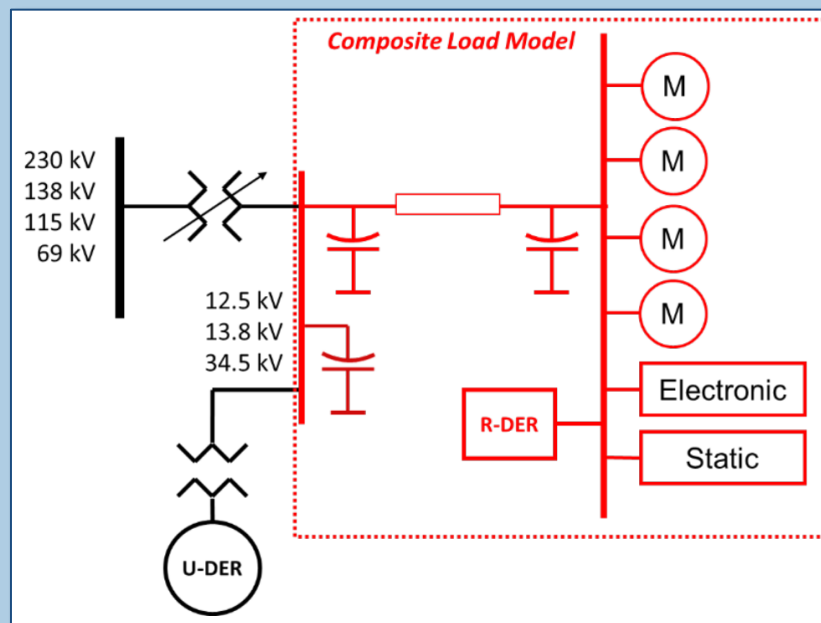 Composite Load Model
230 kV
138 kV
115 kV
69 kV
12.5 kV
13.8 kV
34.5 kV
M
M
M
M
Electronic
R-DER
Static
U-DER